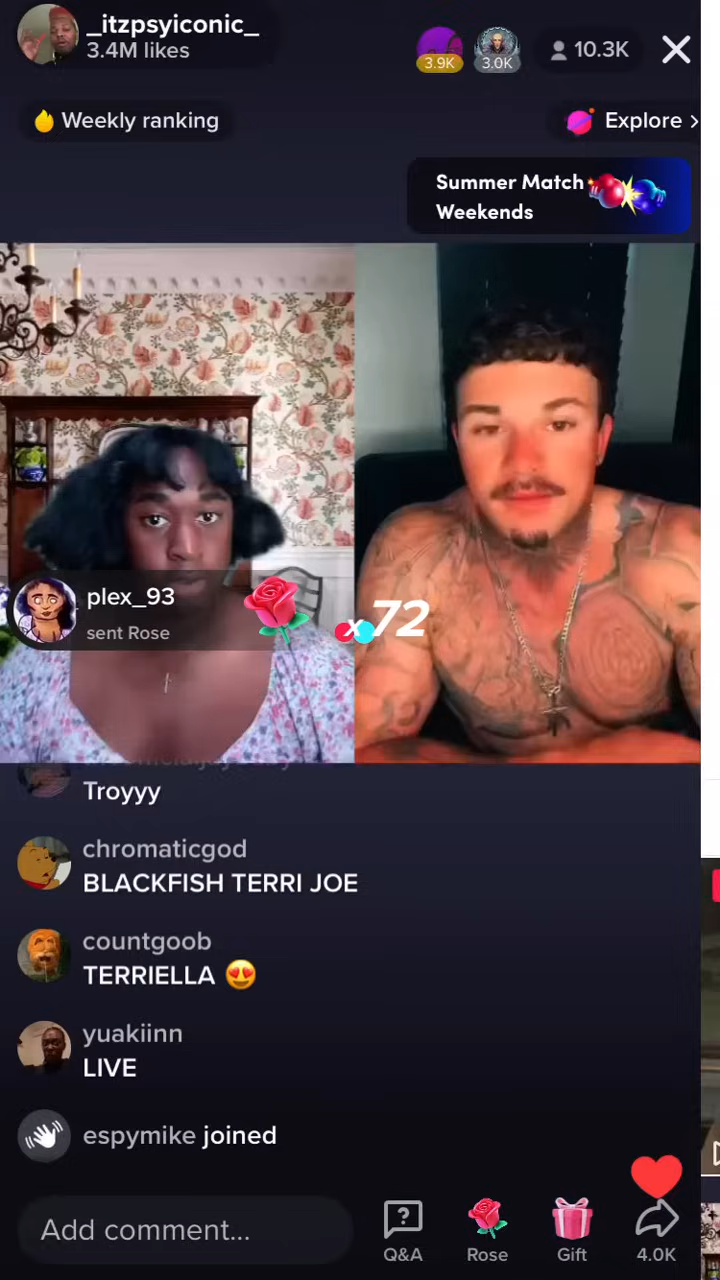 _itzpsyiconic_
3.4M likes
3.9K
3.0K
10.3K
Weekly ranking
Explore >
Summer Match
Weekends
plex_93
sent Rose
x72
Troyyy
chromaticgod
BLACKFISH TERRI JOE
countgoob
TERRIELLA 😍
yuakiinn
LIVE
espymike joined
Add comment...
Q&A
Rose
Gift
4.0K